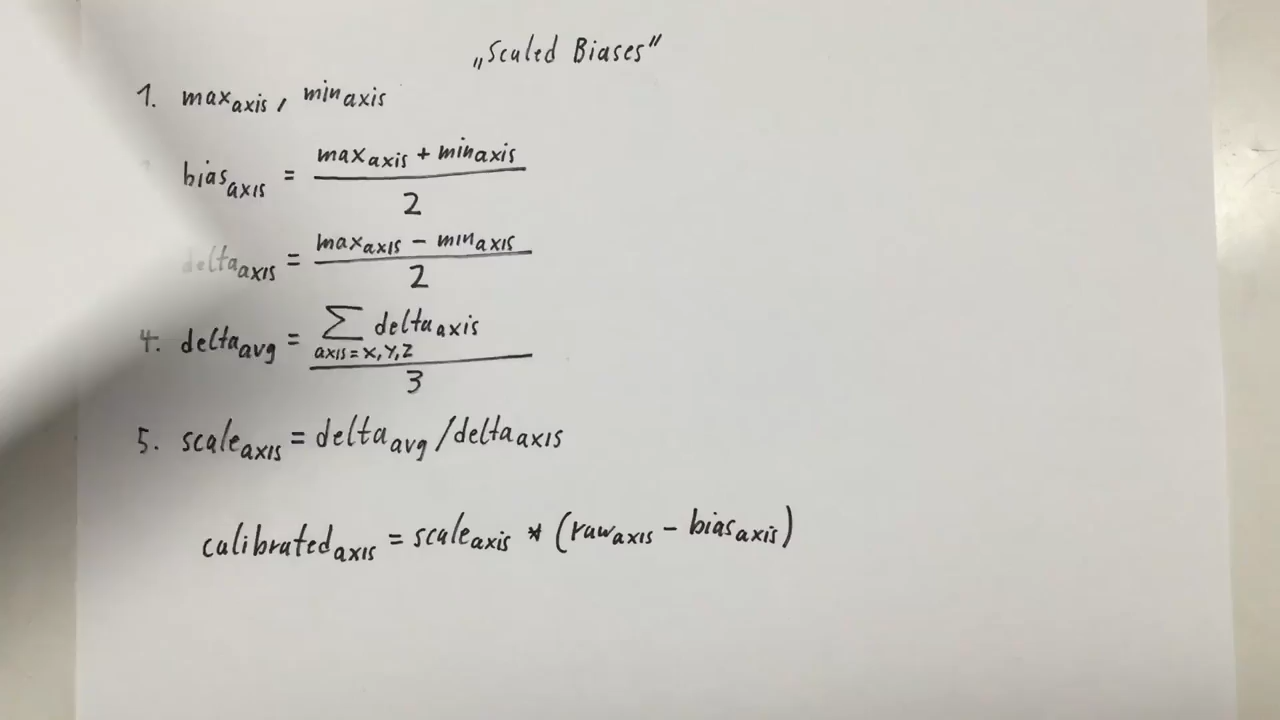 „Scaled Biases"
1. max_axis, min_axis
bias_axis = (max_axis + min_axis) / 2
delta_axis = (max_axis − min_axis) / 2
4. delta_avg = (∑_{axis=X,Y,Z} delta_axis) / 3
5. scale_axis = delta_avg / delta_axis
calibrated_axis = scale_axis * (raw_axis − bias_axis)